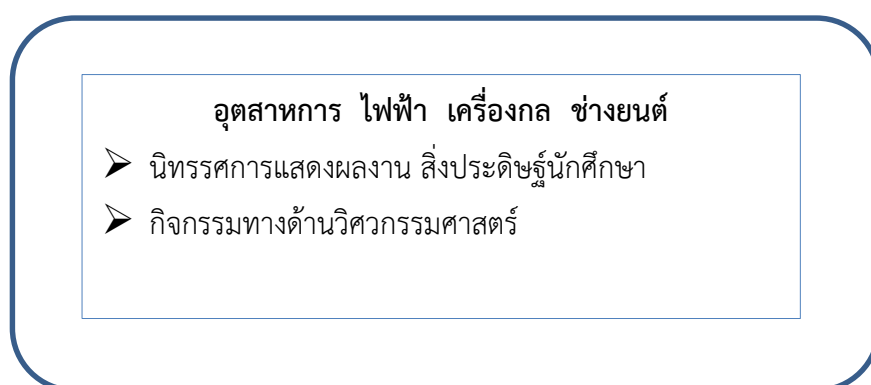 อุตสาหการ ไฟฟ้า เครื่องกล ช่างยนต์
➢ นิทรรศการแสดงผลงาน สิ่งประดิษฐ์นักศึกษา
➢ กิจกรรมทางด้านวิศวกรรมศาสตร์